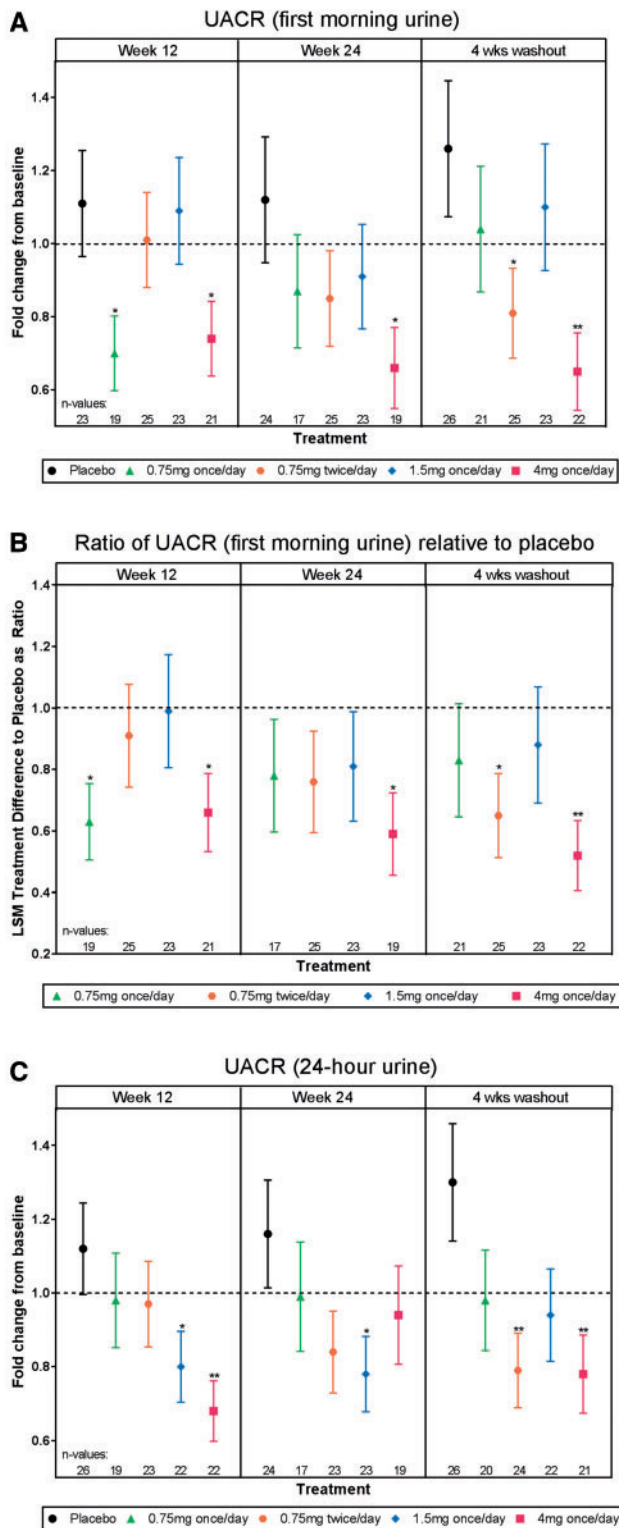 A
UACR (first morning urine)
Week 12 Week 24 4 wks washout
Fold change from baseline
1.4
1.2
1.0
0.8
0.6
* * * * **
n-values:
23 19 25 23 21 24 17 25 23 19 26 21 25 23 22
Treatment
Placebo 0.75mg once/day 0.75mg twice/day 1.5mg once/day 4mg once/day
B
Ratio of UACR (first morning urine) relative to placebo
Week 12 Week 24 4 wks washout
LSM Treatment Difference to Placebo as Ratio
1.4
1.2
1.0
0.8
0.6
0.4
0.2
* * * * **
n-values:
19 25 23 21 17 25 23 19 21 25 23 22
Treatment
0.75mg once/day 0.75mg twice/day 1.5mg once/day 4mg once/day
C
UACR (24-hour urine)
Week 12 Week 24 4 wks washout
Fold change from baseline
1.4
1.2
1.0
0.8
0.6
* ** * ** **
n-values:
26 19 23 22 22 24 17 23 23 19 26 20 24 22 21
Treatment
Placebo 0.75mg once/day 0.75mg twice/day 1.5mg once/day 4mg once/day